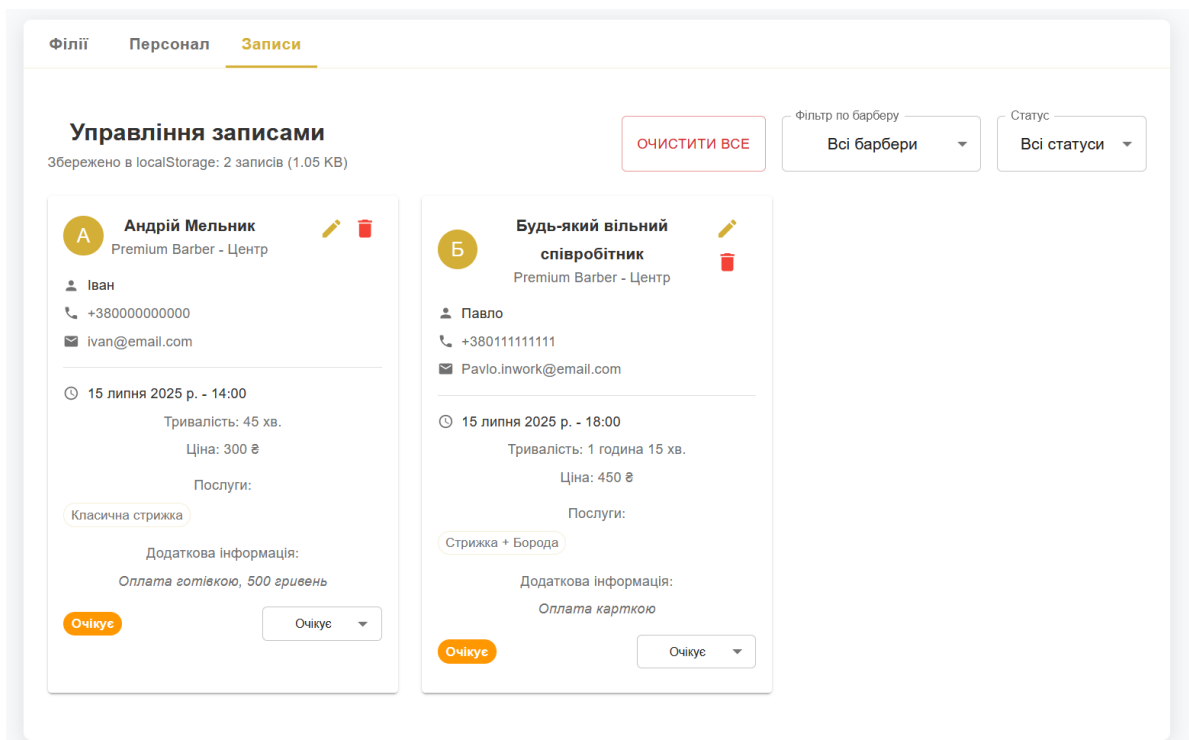 Філії Персонал Записи
Управління записами
Збережено в localStorage: 2 записів (1.05 KB)
ОЧИСТИТИ ВСЕ
Фільтр по барберу
Всі барбери
Статус
Всі статуси
А
Андрій Мельник
Premium Barber - Центр
Іван
+380000000000
ivan@email.com
15 липня 2025 р. - 14:00
Тривалість: 45 хв.
Ціна: 300 ₴
Послуги:
Класична стрижка
Додаткова інформація:
Оплата готівкою, 500 гривень
Очікує
Очікує
Б
Будь-який вільний
співробітник
Premium Barber - Центр
Павло
+380111111111
Pavlo.inwork@email.com
15 липня 2025 р. - 18:00
Тривалість: 1 година 15 хв.
Ціна: 450 ₴
Послуги:
Стрижка + Борода
Додаткова інформація:
Оплата карткою
Очікує
Очікує